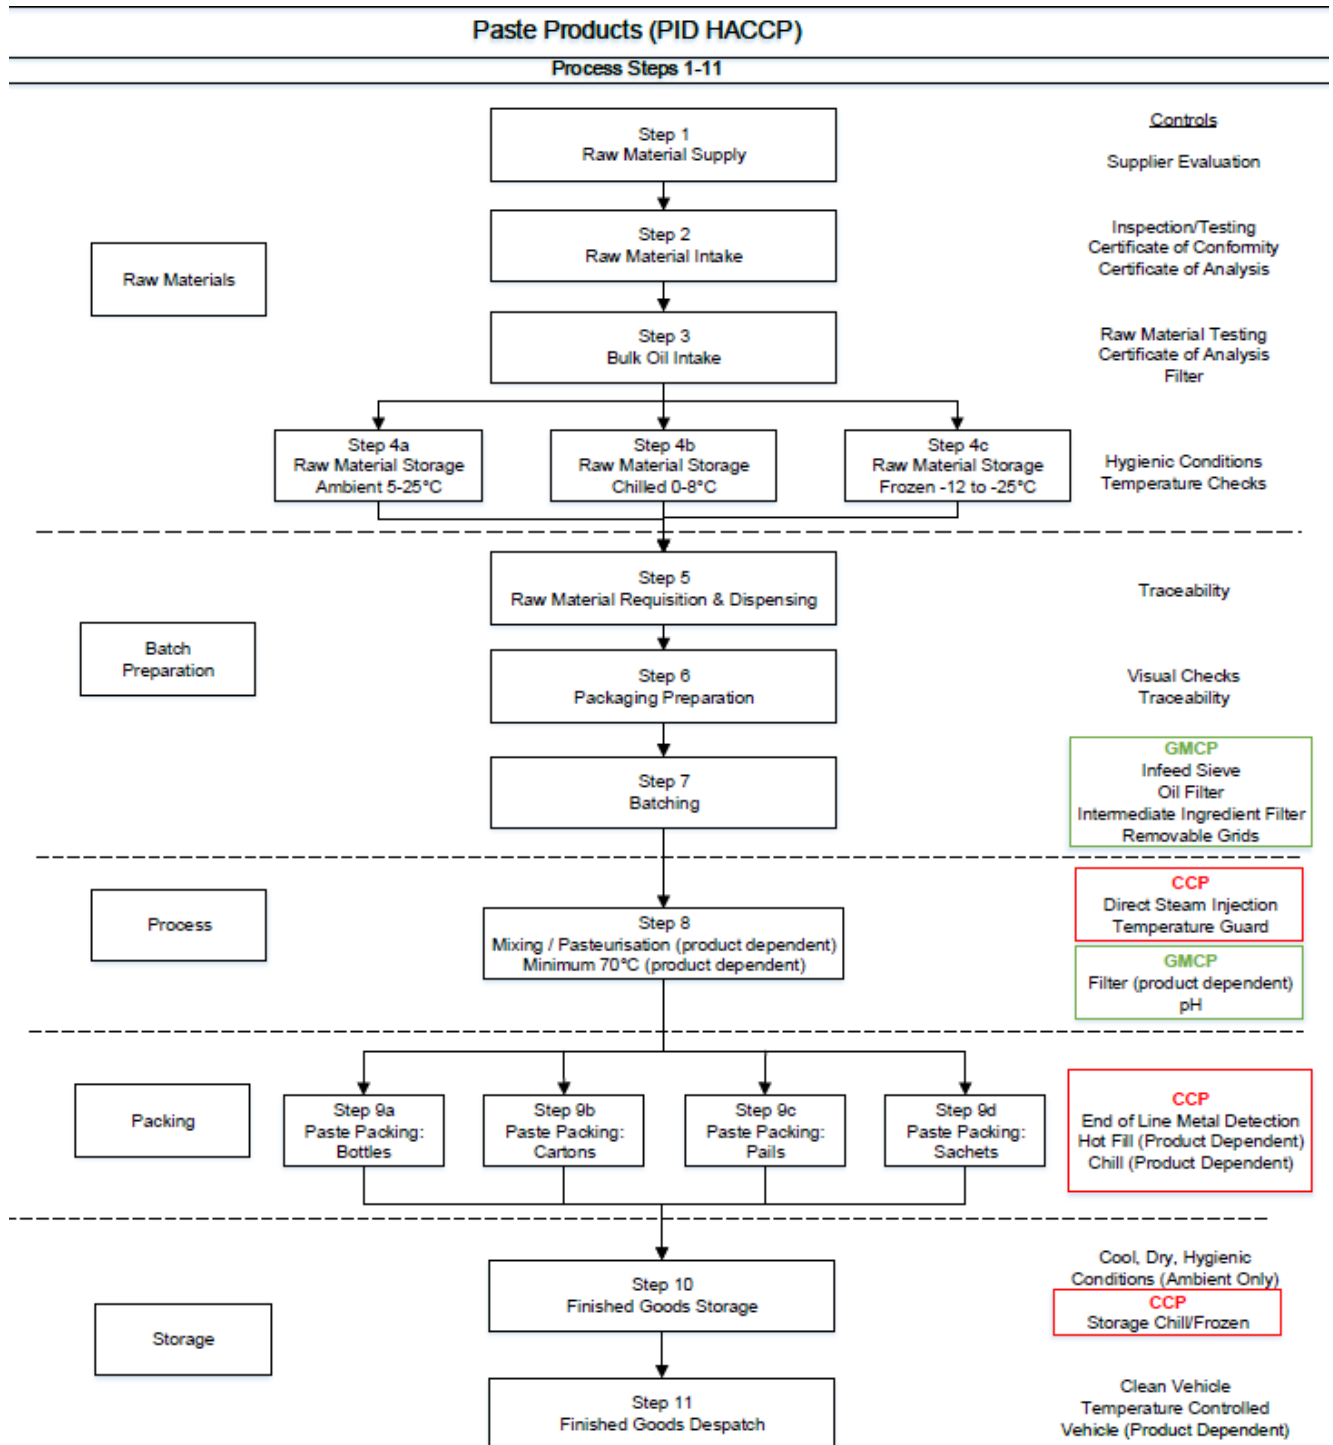 Paste Products (PID HACCP)
Process Steps 1-11
Controls
Step 1
Raw Material Supply
Supplier Evaluation
Raw Materials
Step 2
Raw Material Intake
Inspection/Testing
Certificate of Conformity
Certificate of Analysis
Step 3
Bulk Oil Intake
Raw Material Testing
Certificate of Analysis
Filter
Step 4a
Raw Material Storage
Ambient 5-25°C
Step 4b
Raw Material Storage
Chilled 0-8°C
Step 4c
Raw Material Storage
Frozen -12 to -25°C
Hygienic Conditions
Temperature Checks
Batch
Preparation
Step 5
Raw Material Requisition & Dispensing
Traceability
Step 6
Packaging Preparation
Visual Checks
Traceability
Step 7
Batching
GMCP
Infeed Sieve
Oil Filter
Intermediate Ingredient Filter
Removable Grids
Process
Step 8
Mixing / Pasteurisation (product dependent)
Minimum 70°C (product dependent)
CCP
Direct Steam Injection
Temperature Guard
GMCP
Filter (product dependent)
pH
Packing
Step 9a
Paste Packing:
Bottles
Step 9b
Paste Packing:
Cartons
Step 9c
Paste Packing:
Pails
Step 9d
Paste Packing:
Sachets
CCP
End of Line Metal Detection
Hot Fill (Product Dependent)
Chill (Product Dependent)
Storage
Step 10
Finished Goods Storage
Cool, Dry, Hygienic
Conditions (Ambient Only)
CCP
Storage Chill/Frozen
Step 11
Finished Goods Despatch
Clean Vehicle
Temperature Controlled
Vehicle (Product Dependent)